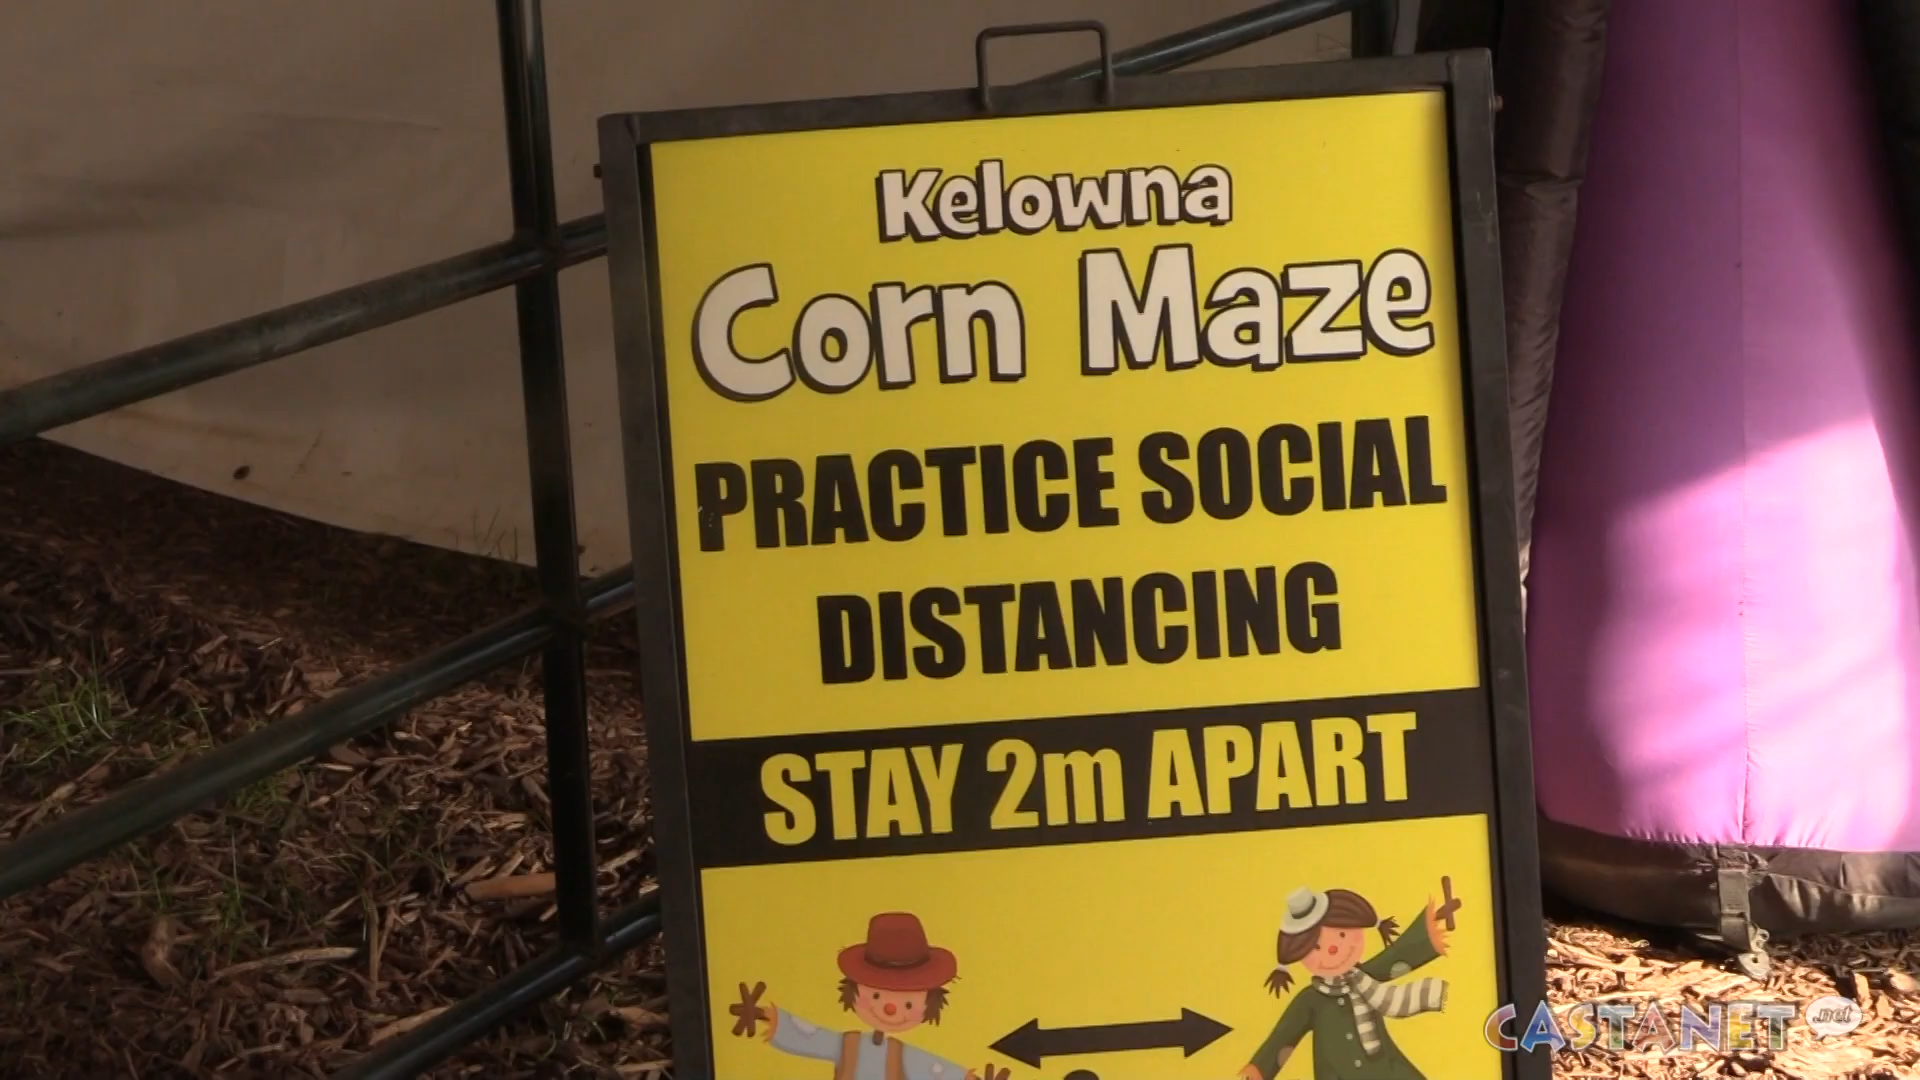 Kelowna
Corn Maze
PRACTICE SOCIAL
DISTANCING
STAY 2m APART
CASTANET.net